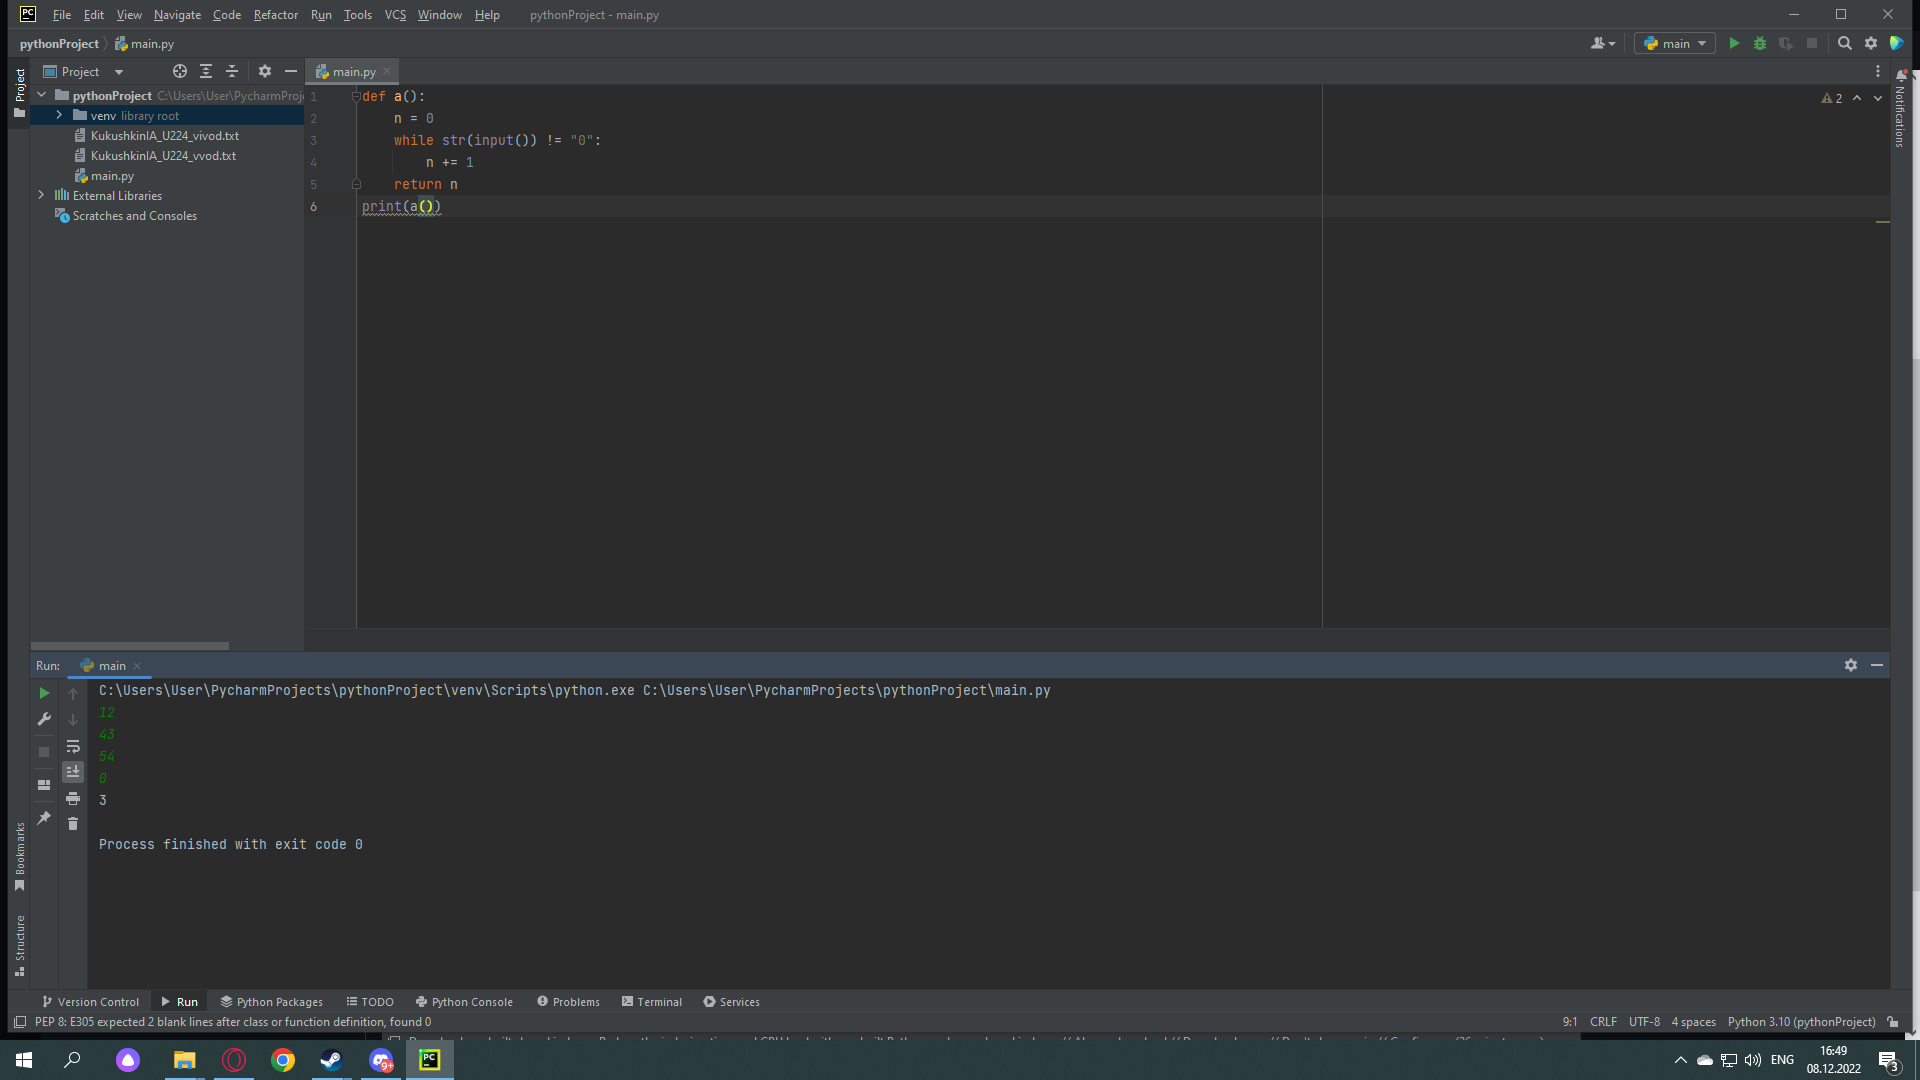 PC File Edit View Navigate Code Refactor Run Tools VCS Window Help pythonProject - main.py
pythonProject main.py
main
Project
Project
main.py
pythonProject C:\Users\User\PycharmProj
venv library root
KukushkinIA_U224_vivod.txt
KukushkinIA_U224_vvod.txt
main.py
External Libraries
Scratches and Consoles
1 def a():
2 n = 0
3 while str(input()) != "0":
4 n += 1
5 return n
6 print(a())
2
Notifications
Run: main
C:\Users\User\PycharmProjects\pythonProject\venv\Scripts\python.exe C:\Users\User\PycharmProjects\pythonProject\main.py
12
43
54
0
3
Process finished with exit code 0
Bookmarks
Structure
Version Control Run Python Packages TODO Python Console Problems Terminal Services
PEP 8: E305 expected 2 blank lines after class or function definition, found 0
9:1 CRLF UTF-8 4 spaces Python 3.10 (pythonProject)
9+
PC
ENG
16:49
08.12.2022
3